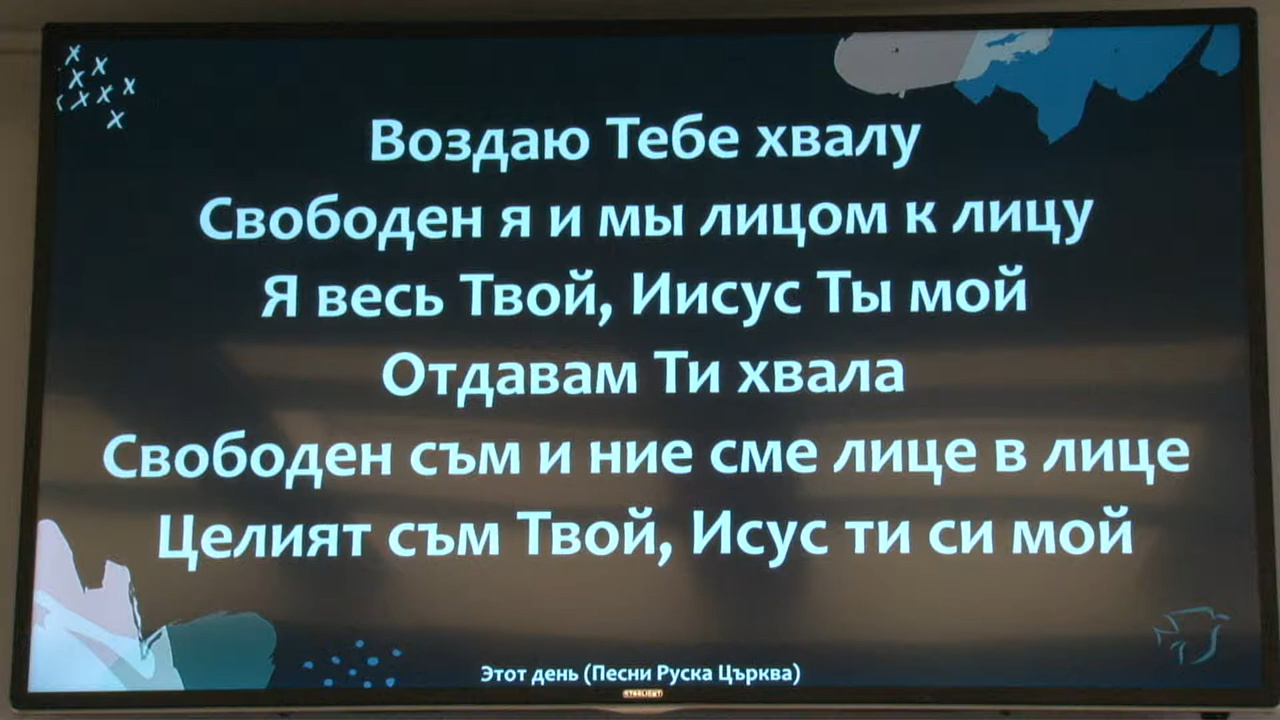 Воздаю Тебе хвалу
Свободен я и мы лицом к лицу
Я весь Твой, Иисус Ты мой
Отдавам Ти хвала
Свободен съм и ние сме лице в лице
Целият съм Твой, Исус ти си мой
Этот день (Песни Руска Църква)
STARLIGHT